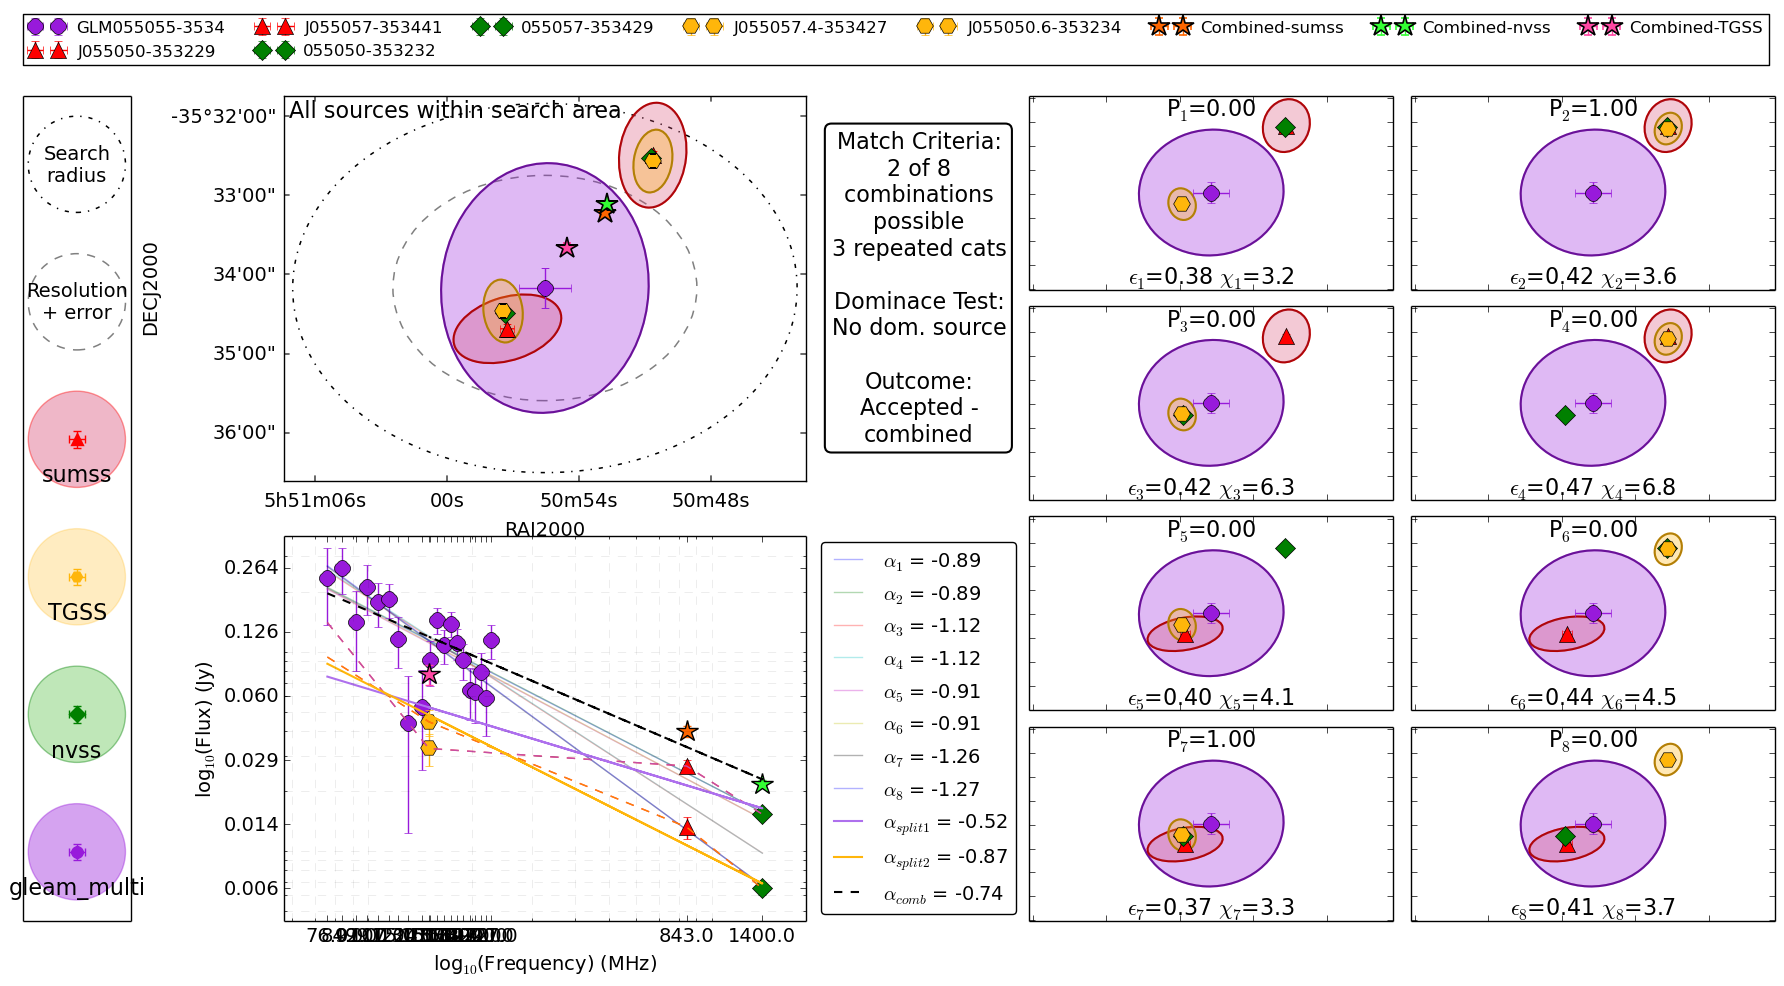 GLM055055-3534
J055057-353441
055057-353429
J055057.4-353427
J055050.6-353234
Combined-sumss
Combined-nvss
Combined-TGSS
J055050-353229
055050-353232
Search
radius
Resolution
+ error
sumss
TGSS
nvss
gleam_multi
All sources within search area
-35°32'00"
33'00"
34'00"
35'00"
36'00"
DECJ2000
5h51m06s
00s
50m54s
50m48s
RAJ2000
Match Criteria:
2 of 8
combinations
possible
3 repeated cats
Dominace Test:
No dom. source
Outcome:
Accepted -
combined
0.264
0.126
0.060
0.029
0.014
0.006
log₁₀(Flux) (Jy)
843.0
1400.0
log₁₀(Frequency) (MHz)
α₁ = -0.89
α₂ = -0.89
α₃ = -1.12
α₄ = -1.12
α₅ = -0.91
α₆ = -0.91
α₇ = -1.26
α₈ = -1.27
α_split1 = -0.52
α_split2 = -0.87
α_comb = -0.74
P₁=0.00
ϵ₁=0.38 χ₁=3.2
P₂=1.00
ϵ₂=0.42 χ₂=3.6
P₃=0.00
ϵ₃=0.42 χ₃=6.3
P₄=0.00
ϵ₄=0.47 χ₄=6.8
P₅=0.00
ϵ₅=0.40 χ₅=4.1
P₆=0.00
ϵ₆=0.44 χ₆=4.5
P₇=1.00
ϵ₇=0.37 χ₇=3.3
P₈=0.00
ϵ₈=0.41 χ₈=3.7